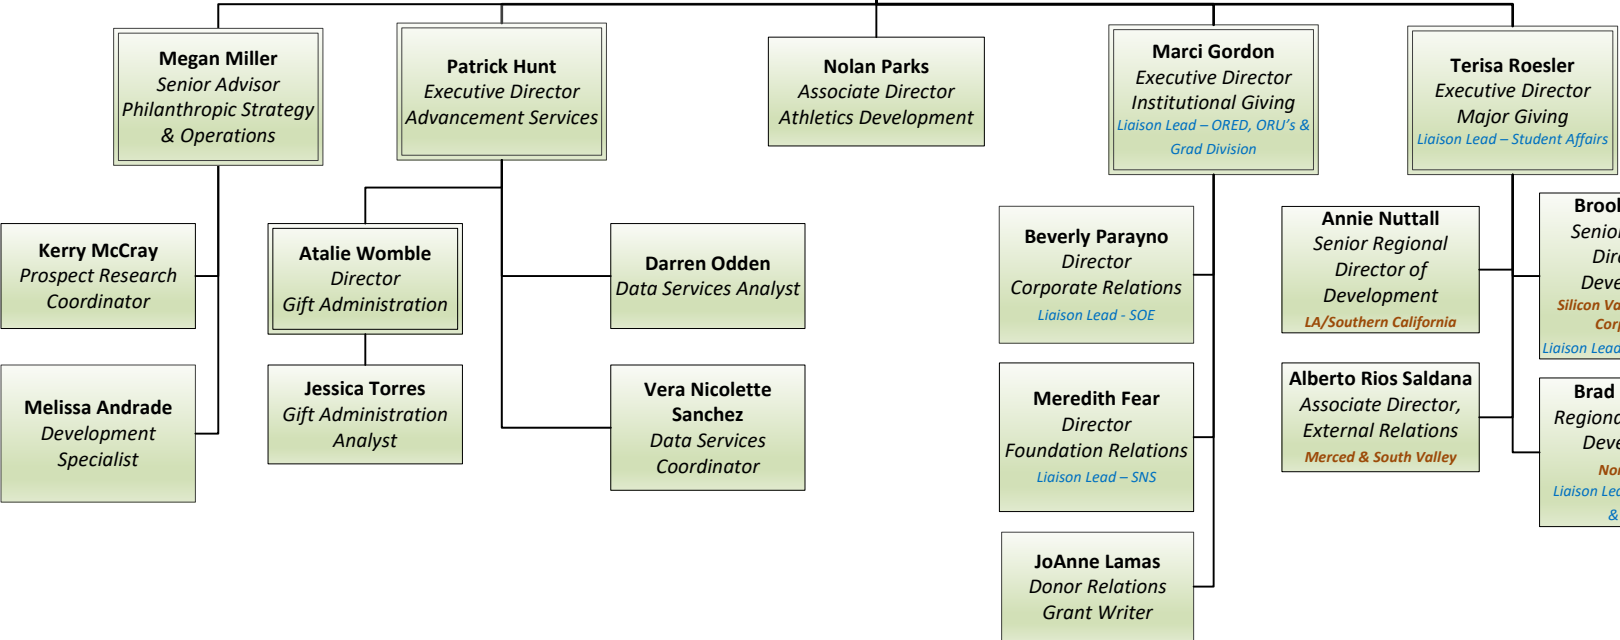 Megan Miller
Senior Advisor
Philanthropic Strategy
& Operations
Patrick Hunt
Executive Director
Advancement Services
Nolan Parks
Associate Director
Athletics Development
Marci Gordon
Executive Director
Institutional Giving
Liaison Lead – ORED, ORU's &
Grad Division
Terisa Roesler
Executive Director
Major Giving
Liaison Lead – Student Affairs
Kerry McCray
Prospect Research
Coordinator
Melissa Andrade
Development
Specialist
Atalie Womble
Director
Gift Administration
Jessica Torres
Gift Administration
Analyst
Darren Odden
Data Services Analyst
Vera Nicolette
Sanchez
Data Services
Coordinator
Beverly Parayno
Director
Corporate Relations
Liaison Lead - SOE
Meredith Fear
Director
Foundation Relations
Liaison Lead – SNS
JoAnne Lamas
Donor Relations
Grant Writer
Annie Nuttall
Senior Regional
Director of
Development
LA/Southern California
Alberto Rios Saldana
Associate Director,
External Relations
Merced & South Valley
Silicon
Liaison Lead
Brad
Liaison
&